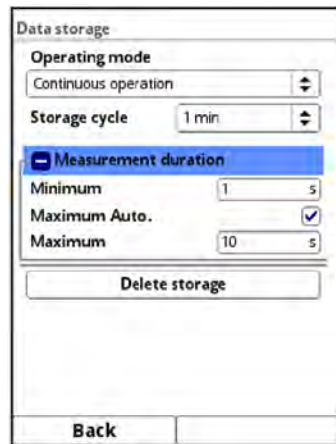 Data storage
Operating mode
Continuous operation
Storage cycle 1 min
Measurement duration
Minimum 1 s
Maximum Auto.
Maximum 10 s
Delete storage
Back